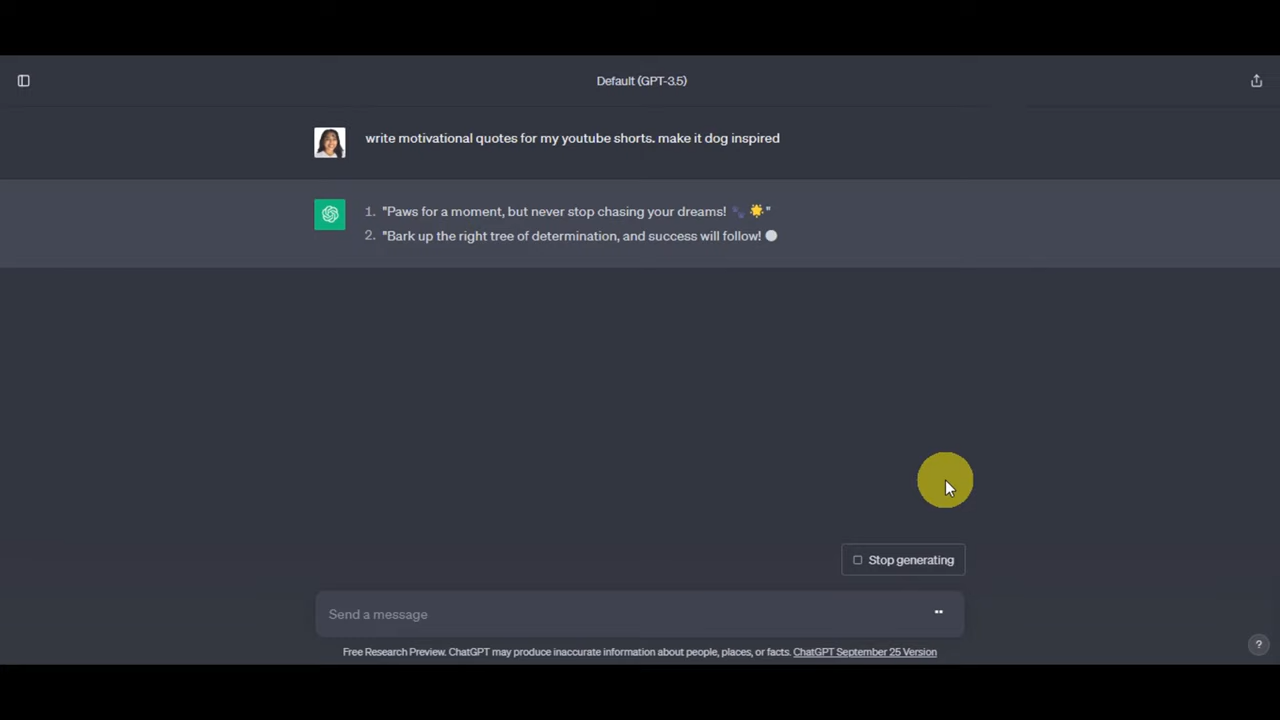 Default (GPT-3.5)
write motivational quotes for my youtube shorts. make it dog inspired
1. "Paws for a moment, but never stop chasing your dreams! 🐾 🌟"
2. "Bark up the right tree of determination, and success will follow!
Stop generating
Send a message
Free Research Preview. ChatGPT may produce inaccurate information about people, places, or facts. ChatGPT September 25 Version
?